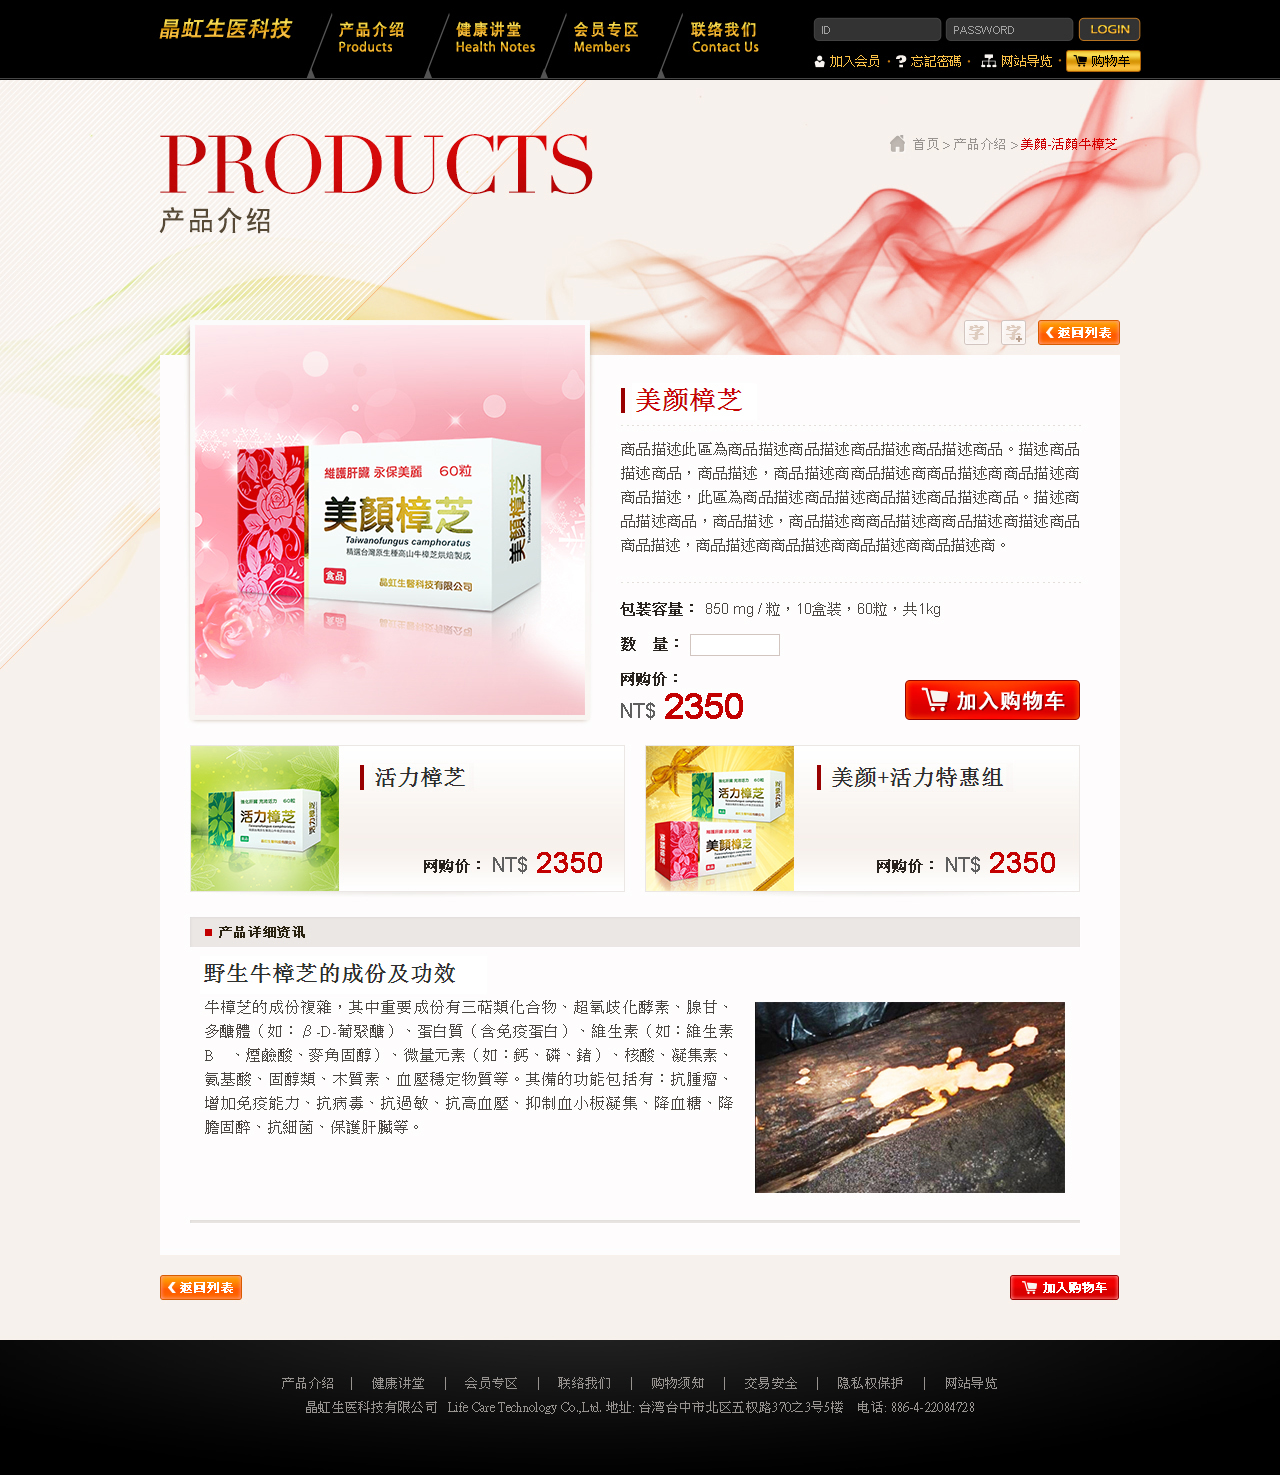 晶虹生医科技
产品介绍
Products
健康讲堂
Health Notes
会员专区
Members
联络我们
Contact Us
ID
PASSWORD
LOGIN
加入会员
忘記密碼
网站导览
购物车
PRODUCTS
产品介绍
首页 > 产品介绍 > 美顏-活顏牛樟芝
字
字+
返回列表
維護肝臟 永保美麗 60粒
美顏樟芝
Taiwanofungus camphoratus
精選台灣原生種高山牛樟芝烘焙製成
食品
晶虹生醫科技有限公司
美顏樟芝
美颜樟芝
商品描述此區為商品描述商品描述商品描述商品描述商品。描述商品
描述商品，商品描述，商品描述商商品描述商商品描述商商品描述商
商品描述，此區為商品描述商品描述商品描述商品描述商品。描述商
品描述商品，商品描述，商品描述商商品描述商商品描述商描述商品
商品描述，商品描述商商品描述商商品描述商商品描述商。
包装容量： 850 mg / 粒，10盒装，60粒，共1kg
数 量：
网购价：
NT$ 2350
加入购物车
活力樟芝
60粒
活力樟芝
网购价： NT$ 2350
活力樟芝
美顏樟芝
美颜+活力特惠组
网购价： NT$ 2350
产品详细资讯
野生牛樟芝的成份及功效
牛樟芝的成份複雜，其中重要成份有三萜類化合物、超氧歧化酵素、腺甘、
多醣體（如：β-D-葡聚醣）、蛋白質（含免疫蛋白）、維生素（如：維生素
B 、煙鹼酸、麥角固醇）、微量元素（如：鈣、磷、鍺）、核酸、凝集素、
氨基酸、固醇類、木質素、血壓穩定物質等。其備的功能包括有：抗腫瘤、
增加免疫能力、抗病毒、抗過敏、抗高血壓、抑制血小板凝集、降血糖、降
膽固醇、抗細菌、保護肝臟等。
返回列表
加入购物车
产品介绍 | 健康讲堂 | 会员专区 | 联络我们 | 购物须知 | 交易安全 | 隐私权保护 | 网站导览
晶虹生医科技有限公司 Life Care Technology Co.,Ltd. 地址: 台湾台中市北区五权路370之3号5楼 电话: 886-4-22084728